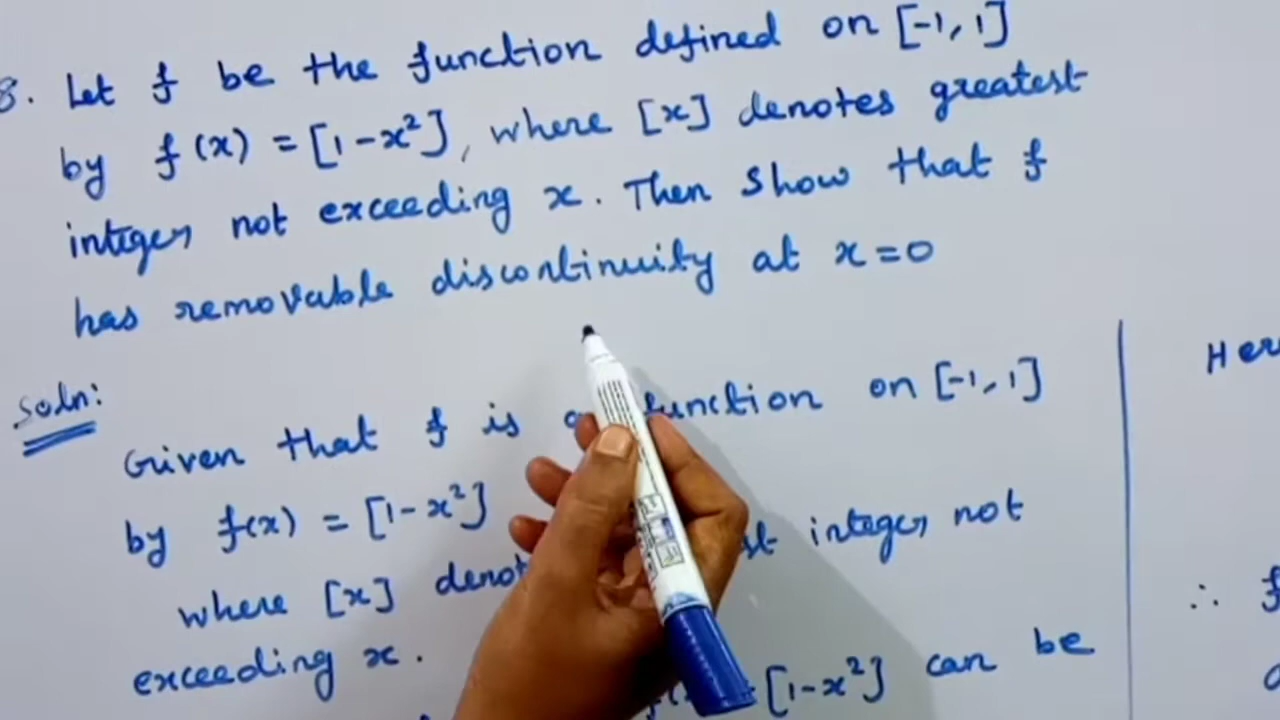 8. Let f be the function defined on [-1, 1]
by f(x) = [1-x²], where [x] denotes greatest
integer not exceeding x. Then show that f
has removable discontinuity at x=0
Soln:
Given that f is a function on [-1, 1]
by f(x) = [1-x²]
where [x] integer not
exceeding x.
[1-x²] can be
∴ f